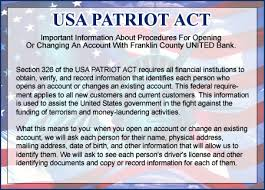 USA PATRIOT ACT
Important Information About Procedures For Opening
Or Changing An Account With Franklin County UNITED Bank.
Section 326 of the USA PATRIOT ACT requires all financial institutions to
obtain, verify, and record information that identifies each person who
opens an account or changes an existing account. This federal require-
ment applies to all new customers and current customers. This information
is used to assist the United States government in the fight against the
funding of terrorism and money-laundering activities.
What this means to you: when you open an account or change an existing
account, we will ask each person for their name, physical address,
mailing address, date of birth, and other information that will allow us to
identify them. We will ask to see each person's driver's license and other
identifying documents and copy or record information for each of them.